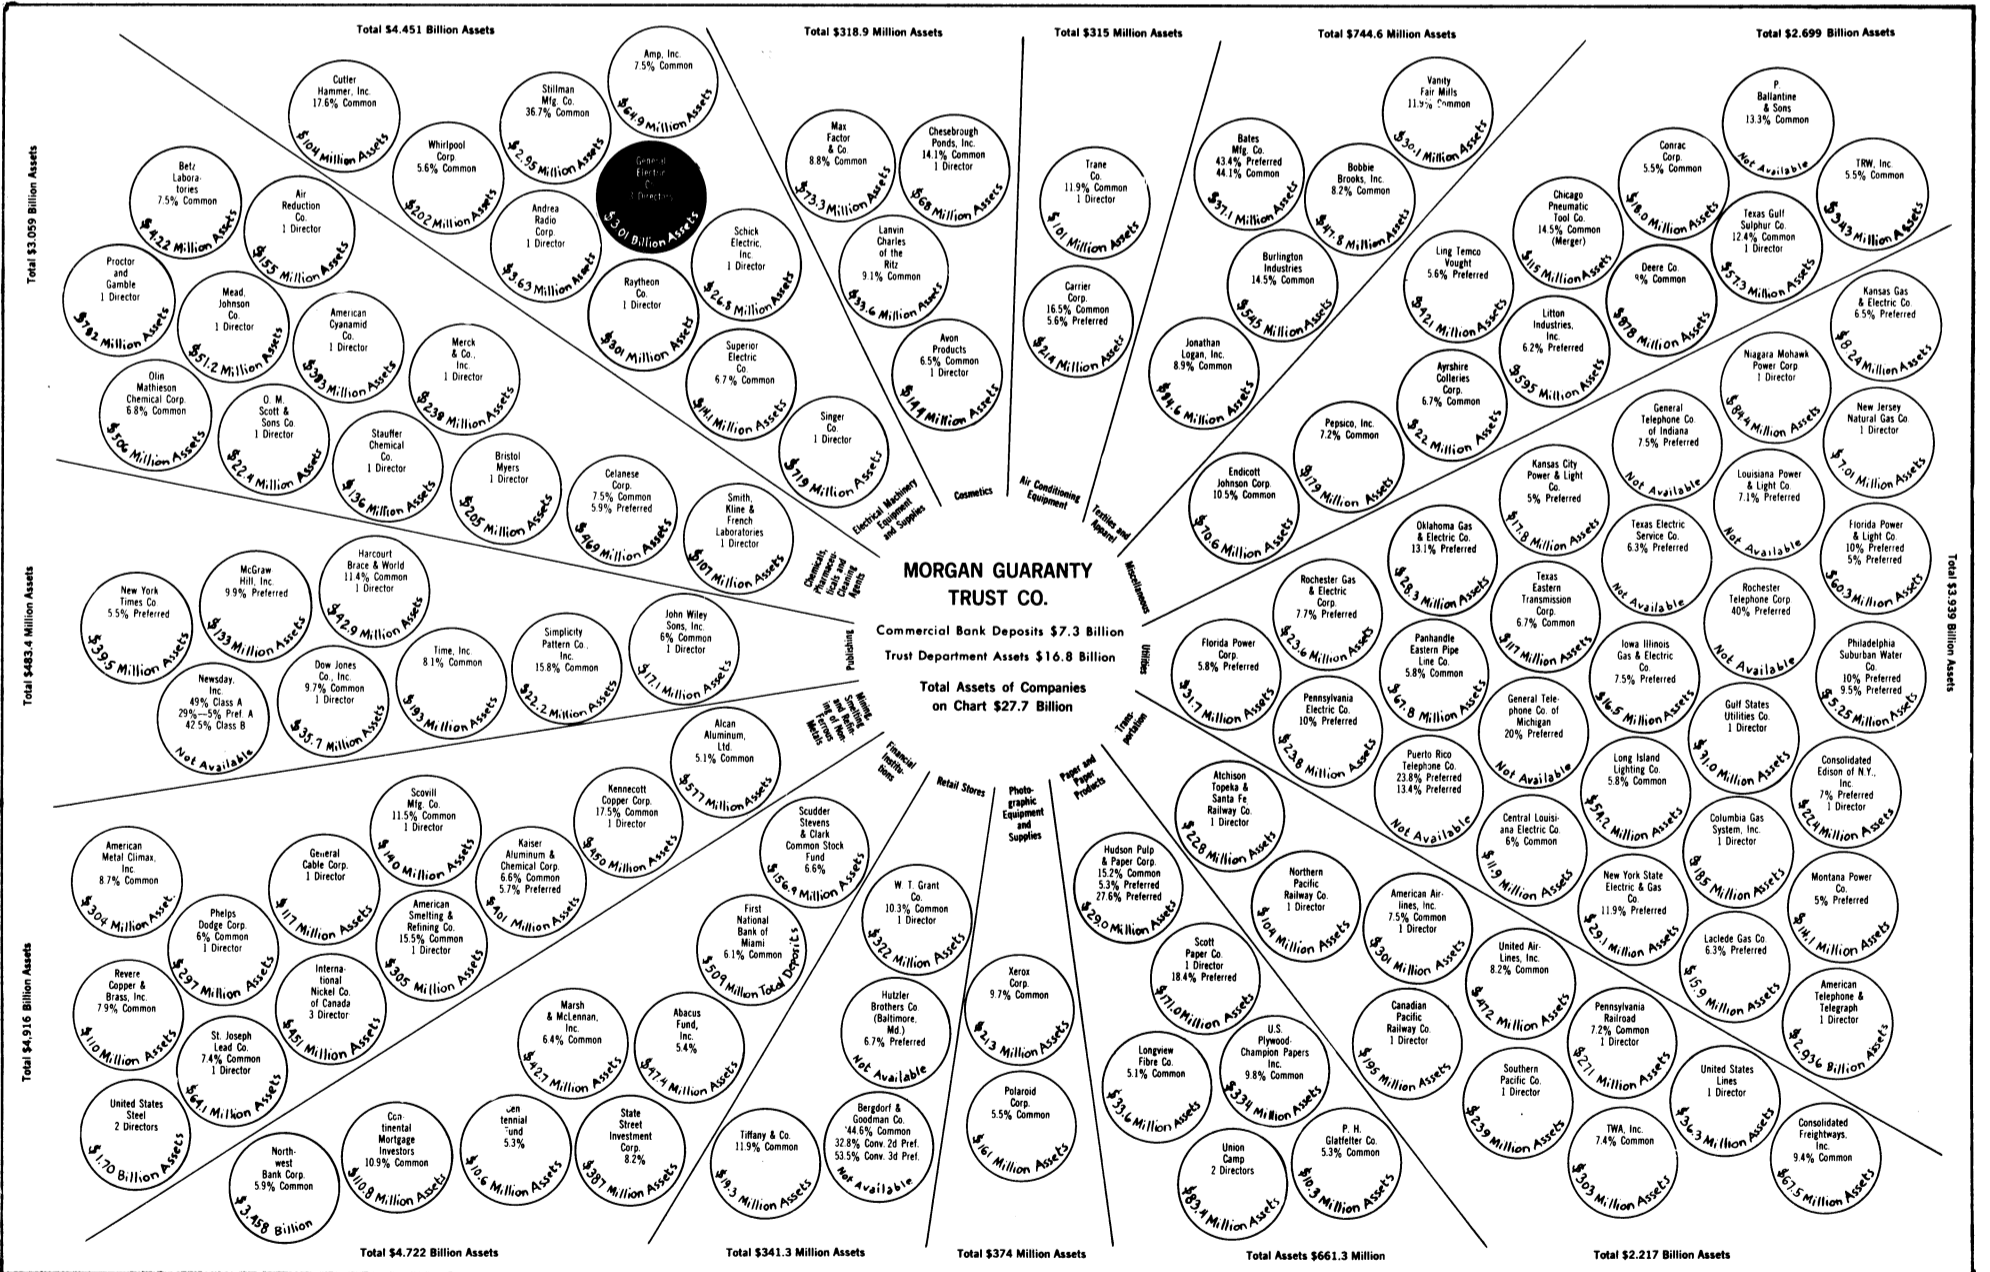 Total $4.451 Billion Assets
Total $318.9 Million Assets
Total $315 Million Assets
Total $744.6 Million Assets
Total $2.699 Billion Assets
Total $3.059 Billion Assets
Total $483.4 Million Assets
Total $4.916 Billion Assets
Total $3.939 Billion Assets
MORGAN GUARANTY
TRUST CO.
Commercial Bank Deposits $7.3 Billion
Trust Department Assets $16.8 Billion
Total Assets of Companies
on Chart $27.7 Billion
Electrical Machinery
Equipment
and Supplies
Cutler
Hammer, Inc.
17.6% Common
$104 Million Assets
Whirlpool
Corp.
5.6% Common
$202 Million Assets
Stillman
Mfg. Co.
36.7% Common
$2.95 Million Assets
Amp, Inc.
7.5% Common
$64.9 Million Assets
General
Electric
$3.01 Billion Assets
Andrea
Radio
Corp.
1 Director
$3.63 Million Assets
Schick
Electric,
Inc.
1 Director
$26.8 Million Assets
Raytheon
Co.
1 Director
$301 Million Assets
Superior
Electric
Co.
6.7% Common
$14.1 Million Assets
Singer
Co.
1 Director
$719 Million Assets
Cosmetics
Max
Factor
& Co.
8.8% Common
$73.3 Million Assets
Chesebrough
Ponds, Inc.
14.1% Common
1 Director
$68 Million Assets
Lanvin
Charles
of the
Ritz
9.1% Common
$33.6 Million Assets
Avon
Products
6.5% Common
1 Director
$144 Million Assets
Air Conditioning
Equipment
Trane
Co.
11.9% Common
1 Director
$101 Million Assets
Carrier
Corp.
16.5% Common
5.6% Preferred
$214 Million Assets
Textiles and
Apparel
Vanity
Fair Mills
Common
$30.1 Million Assets
Bates
Mfg. Co.
43.4% Preferred
44.1% Common
$37.1 Million Assets
Bobbie
Brooks, Inc.
8.2% Common
$47.8 Million Assets
Burlington
Industries
14.5% Common
$545 Million Assets
Jonathan
Logan, Inc.
8.9% Common
$84.6 Million Assets
Miscellaneous
P.
Ballantine
& Sons
13.3% Common
Not Available
Conrac
Corp.
5.5% Common
$18.0 Million Assets
TRW, Inc.
5.5% Common
$343 Million Assets
Chicago
Pneumatic
Tool Co.
14.5% Common
(Merger)
$115 Million Assets
Texas Gulf
Sulphur Co.
12.4% Common
1 Director
$57.3 Million Assets
Ling Temco
Vought
5.6% Preferred
$421 Million Assets
Deere Co.
9% Common
$878 Million Assets
Litton
Industries,
Inc.
6.2% Preferred
$595 Million Assets
Ayrshire
Colleries
Corp.
6.7% Common
$22 Million Assets
Pepsico, Inc.
7.2% Common
$179 Million Assets
Endicott
Johnson Corp.
10.5% Common
$70.6 Million Assets
Utilities
Kansas Gas
& Electric Co.
6.5% Preferred
$8.24 Million Assets
Niagara Mohawk
Power Corp
1 Director
$84.4 Million Assets
General
Telephone Co.
of Indiana
7.5% Preferred
Not Available
New Jersey
Natural Gas Co.
1 Director
$7.01 Million Assets
Kansas City
Power & Light
Co.
5% Preferred
$17.8 Million Assets
Louisiana Power
& Light Co.
7.1% Preferred
Not Available
Oklahoma Gas
& Electric Co.
13.1% Preferred
$28.3 Million Assets
Texas Electric
Service Co.
6.3% Preferred
Not Available
Florida Power
& Light Co.
10% Preferred
5% Preferred
$60.3 Million Assets
Rochester Gas
& Electric
Corp.
7.7% Preferred
$23.6 Million Assets
Texas
Eastern
Transmission
Corp.
6.7% Common
$117 Million Assets
Rochester
Telephone Corp.
40% Preferred
Not Available
Florida Power
Corp.
5.8% Preferred
$31.7 Million Assets
Panhandle
Eastern Pipe
Line Co.
5.8% Common
$67.8 Million Assets
Iowa Illinois
Gas & Electric
Co.
7.5% Preferred
$16.5 Million Assets
Philadelphia
Suburban Water
Co.
10% Preferred
9.5% Preferred
$5.25 Million Assets
Pennsylvania
Electric Co.
10% Preferred
$23.8 Million Assets
General Tele-
phone Co. of
Michigan
20% Preferred
Not Available
Gulf States
Utilities Co.
1 Director
$31.0 Million Assets
Puerto Rico
Telephone Co.
23.8% Preferred
13.4% Preferred
Not Available
Long Island
Lighting Co.
5.8% Common
$54.2 Million Assets
Consolidated
Edison of N.Y.,
Inc.
7% Preferred
1 Director
$224 Million Assets
Central Louisi-
ana Electric Co.
6% Common
$11.9 Million Assets
Columbia Gas
System, Inc.
1 Director
$185 Million Assets
New York State
Electric & Gas
Co.
11.9% Preferred
$29.1 Million Assets
Montana Power
Co.
5% Preferred
$14.1 Million Assets
Laclede Gas Co.
6.3% Preferred
$15.9 Million Assets
American
Telephone &
Telegraph
1 Director
$2.936 Billion Assets
Trans-
portation
Atchison
Topeka &
Santa Fe
Railway Co.
1 Director
$228 Million Assets
Northern
Pacific
Railway Co.
1 Director
$104 Million Assets
American Air-
lines, Inc.
7.5% Common
1 Director
$301 Million Assets
United Air-
Lines, Inc.
8.2% Common
$472 Million Assets
Canadian
Pacific
Railway Co.
1 Director
$195 Million Assets
Pennsylvania
Railroad
7.2% Common
1 Director
$271 Million Assets
Southern
Pacific Co.
1 Director
$239 Million Assets
United States
Lines
1 Director
$36.3 Million Assets
TWA, Inc.
7.4% Common
$303 Million Assets
Consolidated
Freightways,
Inc.
9.4% Common
$67.5 Million Assets
Paper and
Paper
Products
Hudson Pulp
& Paper Corp.
15.2% Common
5.3% Preferred
27.6% Preferred
$29.0 Million Assets
Scott
Paper Co.
1 Director
18.4% Preferred
$171.0 Million Assets
Longview
Fibre Co.
5.1% Common
$33.6 Million Assets
U.S.
Plywood-
Champion Papers
Inc.
9.8% Common
$334 Million Assets
Union
Camp
2 Directors
$83.4 Million Assets
P. H.
Glatfelter Co.
5.3% Common
$10.3 Million Assets
Photo-
graphic
Equipment
and
Supplies
Xerox
Corp.
9.7% Common
$213 Million Assets
Polaroid
Corp.
5.5% Common
$161 Million Assets
Retail Stores
W. T. Grant
Co.
10.3% Common
1 Director
$322 Million Assets
Hutzler
Brothers Co.
(Baltimore,
Md.)
6.7% Preferred
Not Available
Tiffany & Co.
11.9% Common
$19.3 Million Assets
Bergdorf &
Goodman Co.
44.6% Common
32.8% Conv. 2d Pref.
53.5% Conv. 3d Pref.
Not Available
Financial
Institu-
tions
Scudder
Stevens
& Clark
Common Stock
Fund
6.6%
$156.9 Million Assets
First
National
Bank of
Miami
6.1% Common
$509 Million Total Deposits
Marsh
& McLennan,
Inc.
6.4% Common
$42.7 Million Assets
Abacus
Fund,
Inc.
5.4%
$47.4 Million Assets
North-
west
Bank Corp.
5.9% Common
$3.458 Billion
Con-
tinental
Mortgage
Investors
10.9% Common
$110.8 Million Assets
tennial
5.3%
$10.6 Million Assets
State
Street
Investment
Corp.
8.2%
$387 Million Assets
Mining,
Smelting
and Refin-
ing of Non-
Ferrous
Metals
Alcan
Aluminum,
Ltd.
5.1% Common
$577 Million Assets
Kennecott
Copper Corp.
17.5% Common
1 Director
$450 Million Assets
Scovill
Mfg. Co.
11.5% Common
1 Director
$140 Million Assets
Kaiser
Aluminum &
Chemical Corp.
6.6% Common
5.7% Preferred
$401 Million Assets
American
Metal Climax,
Inc.
8.7% Common
$304 Million Asset.
General
Cable Corp.
1 Director
$117 Million Assets
Phelps
Dodge Corp.
6% Common
1 Director
$297 Million Assets
American
Smelting &
Refining Co.
15.5% Common
1 Director
$305 Million Assets
Revere
Copper &
Brass, Inc.
7.9% Common
$110 Million Assets
Interna-
tional
Nickel Co.
of Canada
3 Director
$451 Million Assets
St. Joseph
Lead Co.
7.4% Common
1 Director
$64.1 Million Assets
United States
Steel
2 Directors
$1.70 Billion Assets
Publishing
New York
Times Co.
5.5% Preferred
$39.5 Million Assets
McGraw
Hill, Inc.
9.9% Preferred
$133 Million Assets
Harcourt
Brace & World
11.4% Common
1 Director
$42.9 Million Assets
Newsday,
Inc.
49% Class A
29%—5% Pref. A
42.5% Class B
Not Available
Dow Jones
Co., Inc.
9.7% Common
1 Director
$35.7 Million Assets
Time, Inc.
8.1% Common
$193 Million Assets
Simplicity
Pattern Co.,
Inc.
15.8% Common
$22.2 Million Assets
John Wiley
Sons, Inc.
6% Common
1 Director
$17.1 Million Assets
Chemicals,
Pharmaceu-
ticals and
Cleaning
Agents
Betz
Labora-
tories
7.5% Common
$4.22 Million Assets
Air
Reduction
Co.
1 Director
$155 Million Assets
Proctor
and
Gamble
1 Director
$782 Million Assets
Mead,
Johnson
Co.
1 Director
$51.2 Million Assets
American
Cyanamid
Co.
1 Director
$383 Million Assets
Merck
& Co.,
Inc.
1 Director
$238 Million Assets
Olin
Mathieson
Chemical Corp.
6.8% Common
$506 Million Assets
O. M.
Scott &
Sons Co.
1 Director
$22.4 Million Assets
Stauffer
Chemical
Co.
1 Director
$136 Million Assets
Bristol
Myers
1 Director
$205 Million Assets
Celanese
Corp.
7.5% Common
5.9% Preferred
$469 Million Assets
Smith,
Kline &
French
Laboratories
1 Director
$107 Million Assets
Total $4.722 Billion Assets
Total $341.3 Million Assets
Total $374 Million Assets
Total Assets $661.3 Million
Total $2.217 Billion Assets